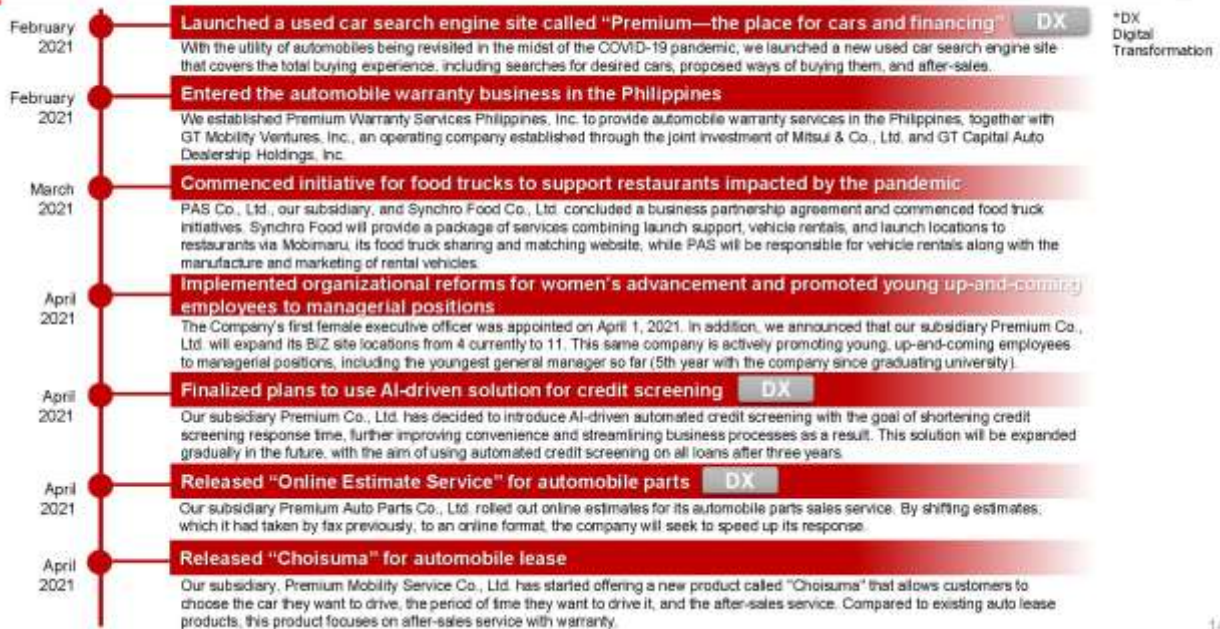 February
2021
Launched a used car search engine site called “Premium—the place for cars and financing” DX
*DX
Digital
Transformation
With the utility of automobiles being revisited in the midst of the COVID-19 pandemic, we launched a new used car search engine site
that covers the total buying experience, including searches for desired cars, proposed ways of buying them, and after-sales.
February
2021
Entered the automobile warranty business in the Philippines
We established Premium Warranty Services Philippines, Inc. to provide automobile warranty services in the Philippines, together with
GT Mobility Ventures, Inc., an operating company established through the joint investment of Mitsui & Co., Ltd. and GT Capital Auto
Dealership Holdings, Inc.
March
2021
Commenced initiative for food trucks to support restaurants impacted by the pandemic
PAS Co., Ltd., our subsidiary, and Synchro Food Co., Ltd. concluded a business partnership agreement and commenced food truck
initiatives. Synchro Food will provide a package of services combining launch support, vehicle rentals, and launch locations to
restaurants via Mobimaru, its food truck sharing and matching website, while PAS will be responsible for vehicle rentals along with the
manufacture and marketing of rental vehicles.
April
2021
Implemented organizational reforms for women’s advancement and promoted young up-and-coming
employees to managerial positions
The Company’s first female executive officer was appointed on April 1, 2021. In addition, we announced that our subsidiary Premium Co.,
Ltd. will expand its BIZ site locations from 4 currently to 11. This same company is actively promoting young, up-and-coming employees
to managerial positions, including the youngest general manager so far (5th year with the company since graduating university).
April
2021
Finalized plans to use AI-driven solution for credit screening DX
Our subsidiary Premium Co., Ltd. has decided to introduce AI-driven automated credit screening with the goal of shortening credit
screening response time, further improving convenience and streamlining business processes as a result. This solution will be expanded
gradually in the future, with the aim of using automated credit screening on all loans after three years.
April
2021
Released “Online Estimate Service” for automobile parts DX
Our subsidiary Premium Auto Parts Co., Ltd. rolled out online estimates for its automobile parts sales service. By shifting estimates,
which it had taken by fax previously, to an online format, the company will seek to speed up its response.
April
2021
Released “Choisuma” for automobile lease
Our subsidiary, Premium Mobility Service Co., Ltd. has started offering a new product called "Choisuma" that allows customers to
choose the car they want to drive, the period of time they want to drive it, and the after-sales service. Compared to existing auto lease
products, this product focuses on after-sales service with warranty.